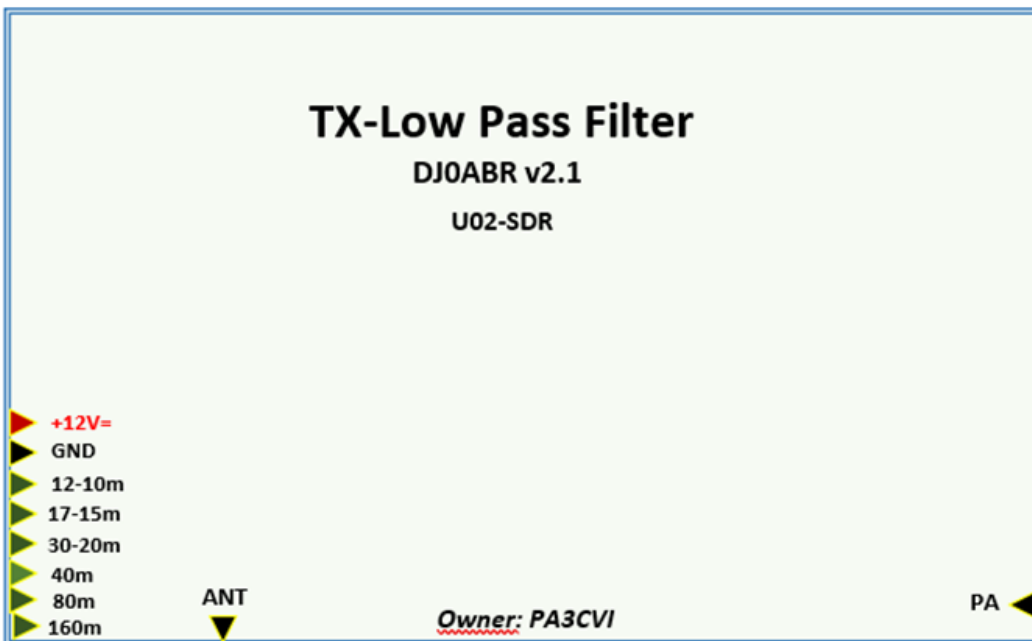 TX-Low Pass Filter
DJ0ABR v2.1
U02-SDR
+12V=
GND
12-10m
17-15m
30-20m
40m
80m
160m
ANT
Owner: PA3CVI
PA